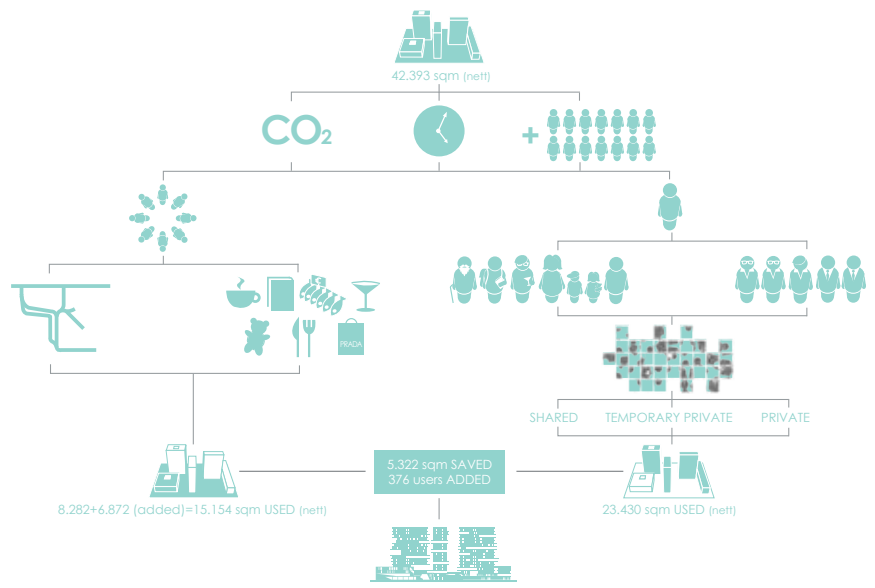 42.393 sqm (nett)
CO2
+
PRADA
SHARED TEMPORARY PRIVATE PRIVATE
5.322 sqm SAVED
376 users ADDED
8.282+6.872 (added)=15.154 sqm USED (nett)
23.430 sqm USED (nett)